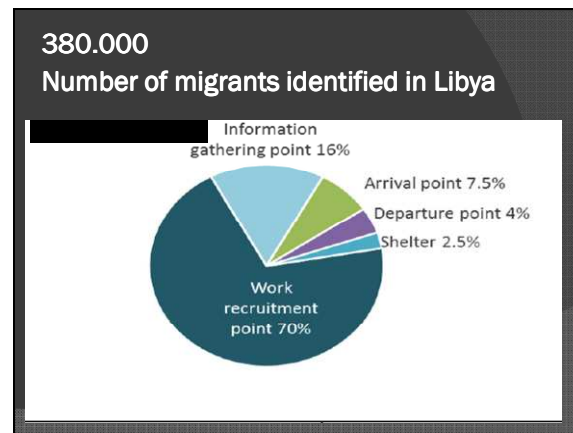 380.000
Number of migrants identified in Libya
Information
gathering point 16%
Arrival point 7.5%
Departure point 4%
Shelter 2.5%
Work
recruitment
point 70%